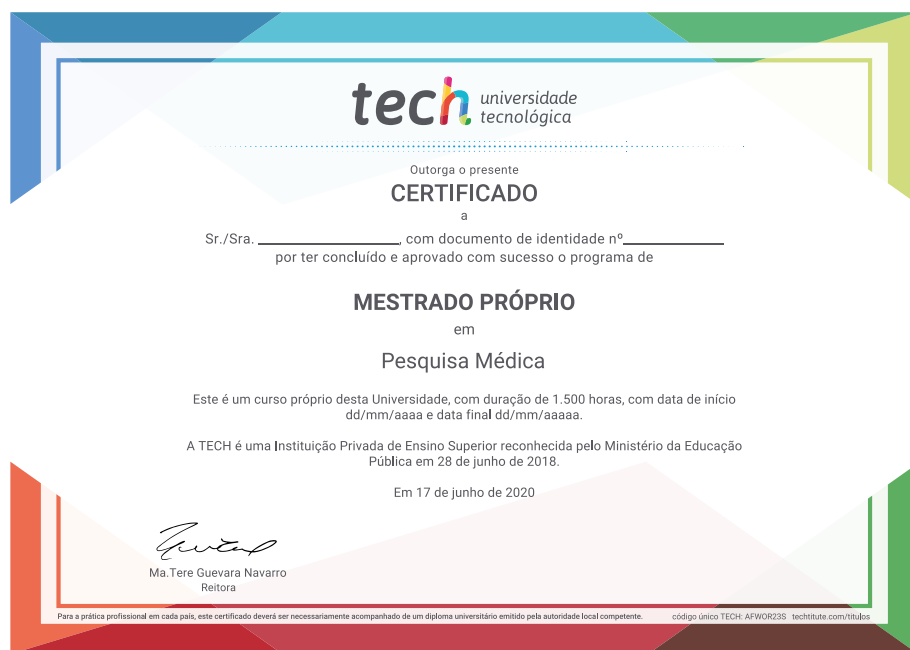 tech universidade
tecnológica
Outorga o presente
CERTIFICADO
a
Sr./Sra. ____________________, com documento de identidade nº______________
por ter concluído e aprovado com sucesso o programa de
MESTRADO PRÓPRIO
em
Pesquisa Médica
Este é um curso próprio desta Universidade, com duração de 1.500 horas, com data de início
dd/mm/aaaa e data final dd/mm/aaaaa.
A TECH é uma Instituição Privada de Ensino Superior reconhecida pelo Ministério da Educação
Pública em 28 de junho de 2018.
Em 17 de junho de 2020
Ma.Tere Guevara Navarro
Reitora
Para a prática profissional em cada país, este certificado deverá ser necessariamente acompanhado de um diploma universitário emitido pela autoridade local competente. código único TECH: AFWOR23S techtitute.com/titulos